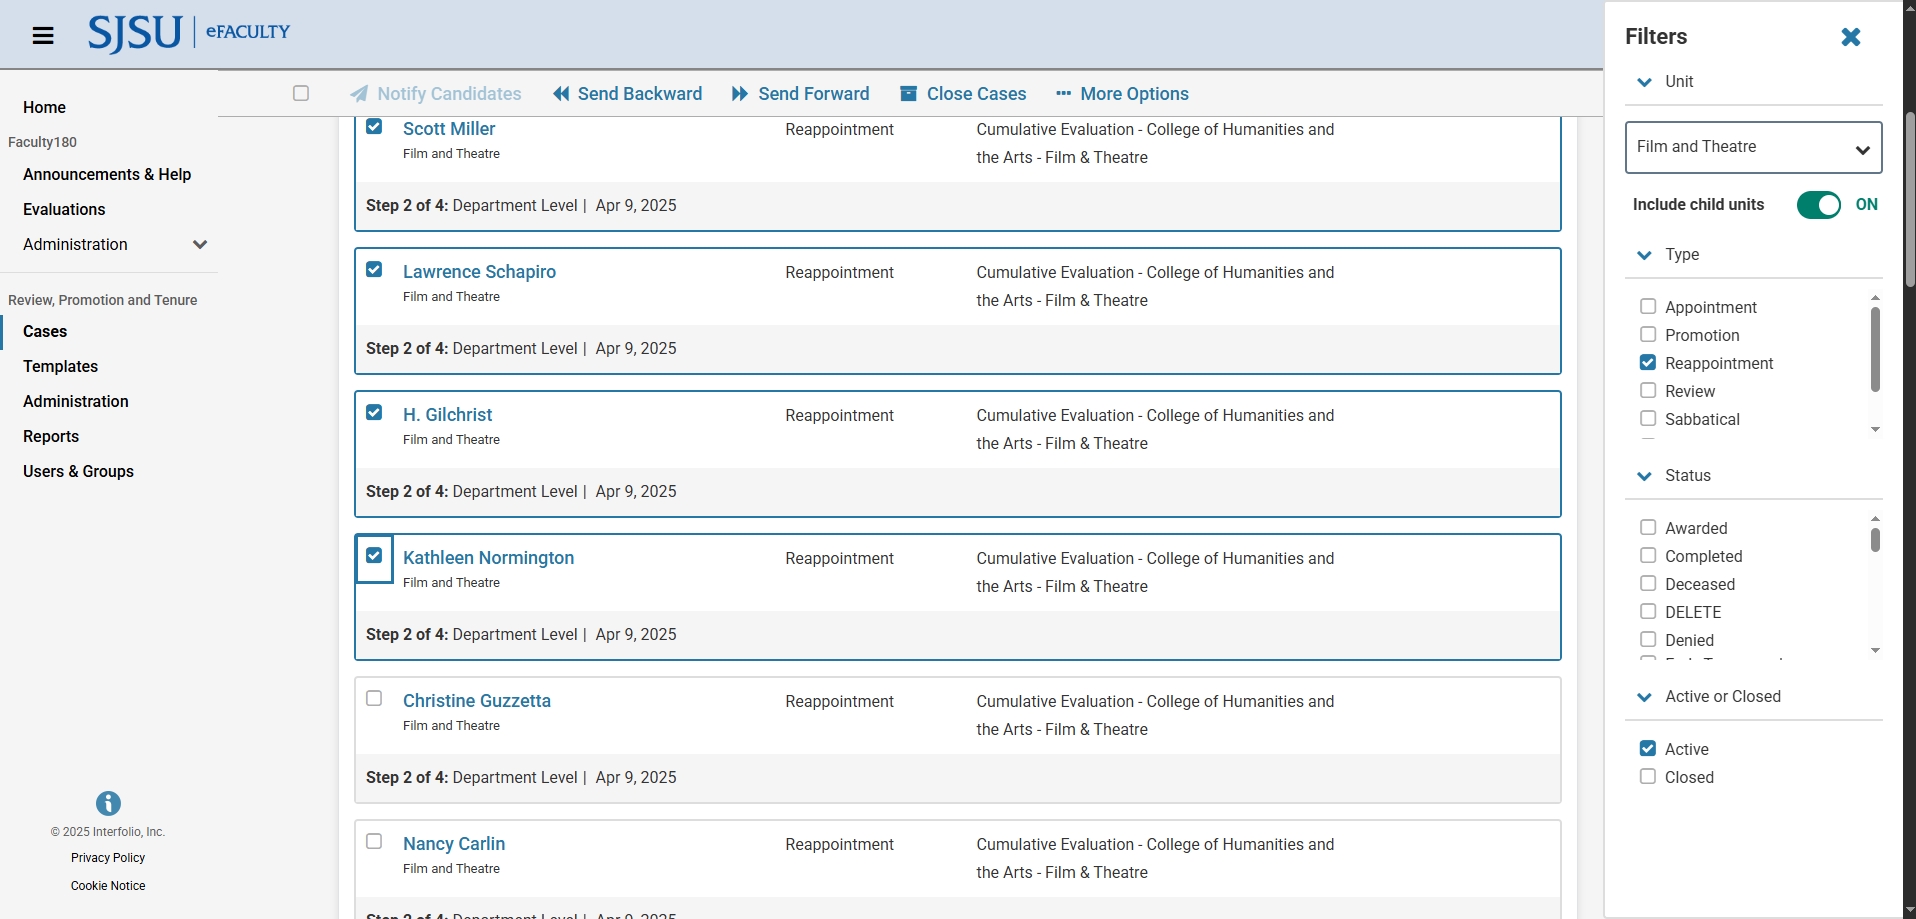 SJSU | eFACULTY
Home
Faculty180
Announcements & Help
Evaluations
Administration
Review, Promotion and Tenure
Cases
Templates
Administration
Reports
Users & Groups
© 2025 Interfolio, Inc.
Privacy Policy
Cookie Notice
Notify Candidates
Send Backward
Send Forward
Close Cases
More Options
Scott Miller
Film and Theatre
Reappointment
Cumulative Evaluation - College of Humanities and
the Arts - Film & Theatre
Step 2 of 4: Department Level | Apr 9, 2025
Lawrence Schapiro
Film and Theatre
Reappointment
Cumulative Evaluation - College of Humanities and
the Arts - Film & Theatre
Step 2 of 4: Department Level | Apr 9, 2025
H. Gilchrist
Film and Theatre
Reappointment
Cumulative Evaluation - College of Humanities and
the Arts - Film & Theatre
Step 2 of 4: Department Level | Apr 9, 2025
Kathleen Normington
Film and Theatre
Reappointment
Cumulative Evaluation - College of Humanities and
the Arts - Film & Theatre
Step 2 of 4: Department Level | Apr 9, 2025
Christine Guzzetta
Film and Theatre
Reappointment
Cumulative Evaluation - College of Humanities and
the Arts - Film & Theatre
Step 2 of 4: Department Level | Apr 9, 2025
Nancy Carlin
Film and Theatre
Reappointment
Cumulative Evaluation - College of Humanities and
the Arts - Film & Theatre
Step 2 of 4: Department Level | Apr 9, 2025
Filters
Unit
Film and Theatre
Include child units ON
Type
Appointment
Promotion
Reappointment
Review
Sabbatical
Status
Awarded
Completed
Deceased
DELETE
Denied
Active or Closed
Active
Closed